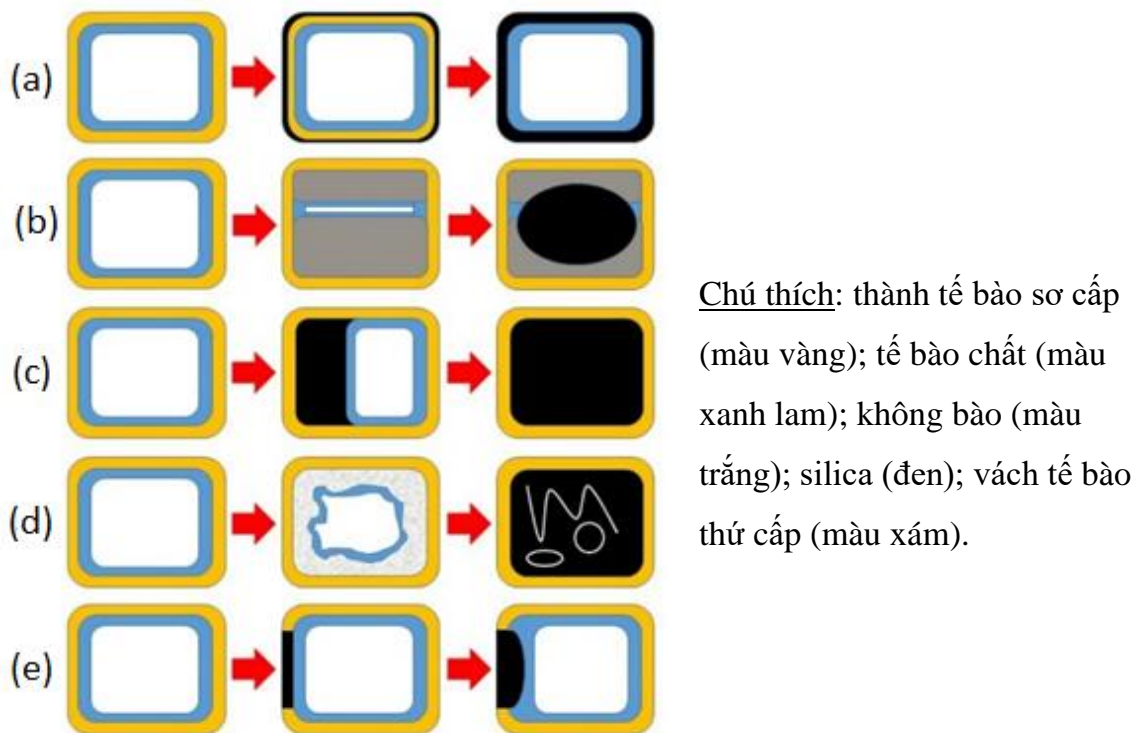 (a)
(b)
(c)
(d)
(e)
Chú thích: thành tế bào sơ cấp
(màu vàng); tế bào chất (màu
xanh lam); không bào (màu
trắng); silica (đen); vách tế bào
thứ cấp (màu xám).